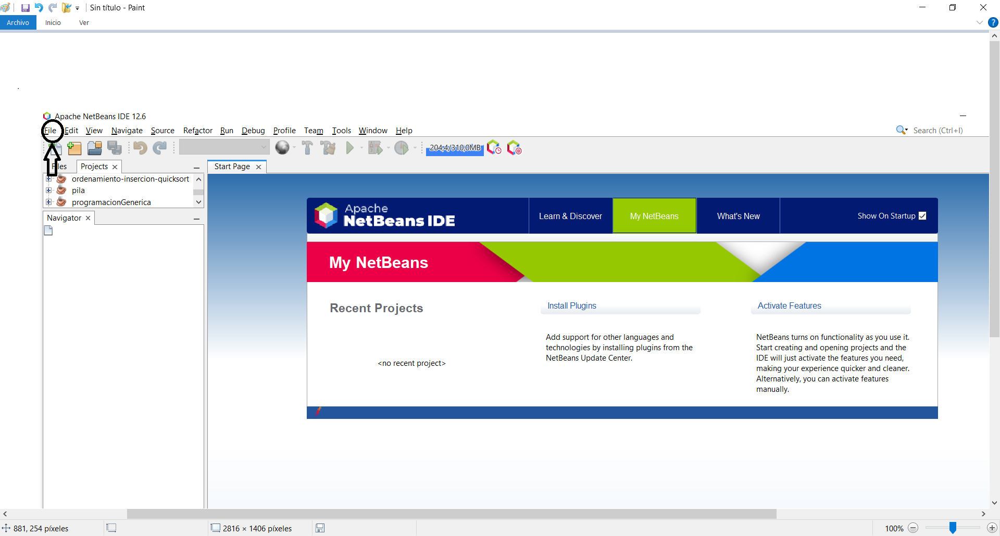 Sin título - Paint
Archivo Inicio Ver
Apache NetBeans IDE 12.6
File Edit View Navigate Source Refactor Run Debug Profile Team Tools Window Help Search (Ctrl+I)
204,4/310,0MB
Files Projects Start Page
ordenamiento-insercion-quicksort
pila
programacionGenerica
Navigator
Apache
NetBeans IDE
Learn & Discover My NetBeans What's New Show On Startup
My NetBeans
Recent Projects
<no recent project>
Install Plugins
Add support for other languages and
technologies by installing plugins from the
NetBeans Update Center.
Activate Features
NetBeans turns on functionality as you use it.
Start creating and opening projects and the
IDE will just activate the features you need,
making your experience quicker and cleaner.
Alternatively, you can activate features
manually.
881, 254 píxeles 2816 × 1406 píxeles 100%